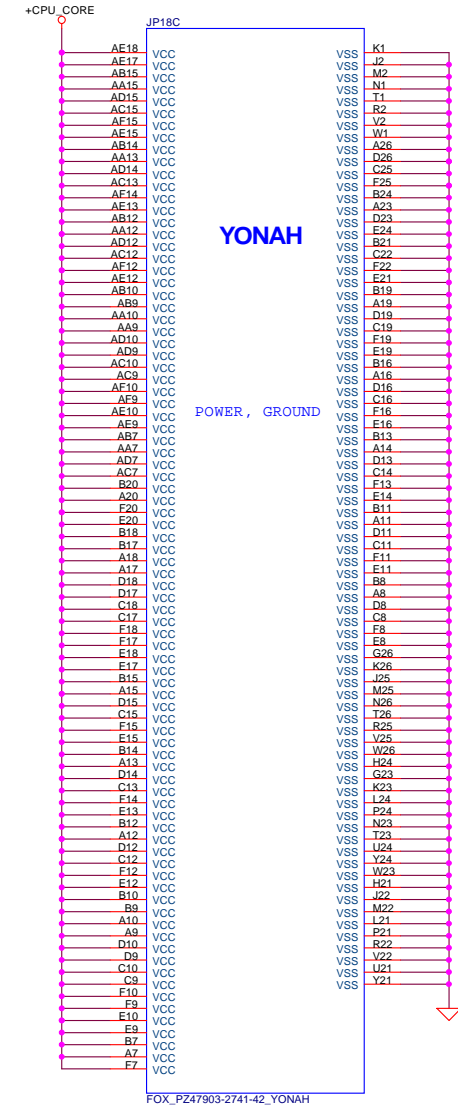 +CPU_CORE
JP18C
AE18 VCC VSS K1
AE17 VCC VSS J2
AB15 VCC VSS M2
AA15 VCC VSS N1
AD15 VCC VSS T1
AC15 VCC VSS R2
AF15 VCC VSS V2
AE15 VCC VSS W1
AB14 VCC VSS A26
AA13 VCC VSS D26
AD14 VCC VSS C25
AC13 VCC VSS F25
AF14 VCC VSS B24
AE13 VCC VSS A23
AB12 VCC VSS D23
AA12 VCC VSS E24
YONAH
AD12 VCC VSS B21
AC12 VCC VSS C22
AF12 VCC VSS F22
AE12 VCC VSS E21
AB10 VCC VSS B19
AB9 VCC VSS A19
AA10 VCC VSS D19
AA9 VCC VSS C19
AD10 VCC VSS F19
AD9 VCC VSS E19
AC10 VCC VSS B16
AC9 VCC VSS A16
AF10 VCC VSS D16
AF9 VCC VSS C16
AE10 VCC VSS F16
POWER, GROUND
AE9 VCC VSS E16
AB7 VCC VSS B13
AA7 VCC VSS A14
AD7 VCC VSS D13
AC7 VCC VSS C14
B20 VCC VSS F13
A20 VCC VSS E14
F20 VCC VSS B11
E20 VCC VSS A11
B18 VCC VSS D11
B17 VCC VSS C11
A18 VCC VSS F11
A17 VCC VSS E11
D18 VCC VSS B8
D17 VCC VSS A8
C18 VCC VSS D8
C17 VCC VSS C8
F18 VCC VSS F8
F17 VCC VSS E8
E18 VCC VSS G26
E17 VCC VSS K26
B15 VCC VSS J25
A15 VCC VSS M25
D15 VCC VSS N26
C15 VCC VSS T26
F15 VCC VSS R25
E15 VCC VSS V25
B14 VCC VSS W26
A13 VCC VSS H24
D14 VCC VSS G23
C13 VCC VSS K23
F14 VCC VSS L24
E13 VCC VSS P24
B12 VCC VSS N23
A12 VCC VSS T23
D12 VCC VSS U24
C12 VCC VSS Y24
F12 VCC VSS W23
E12 VCC VSS H21
B10 VCC VSS J22
B9 VCC VSS M22
A10 VCC VSS L21
A9 VCC VSS P21
D10 VCC VSS R22
D9 VCC VSS V22
C10 VCC VSS U21
C9 VCC VSS Y21
F10 VCC
F9 VCC
E10 VCC
E9 VCC
B7 VCC
A7 VCC
F7 VCC
FOX_PZ47903-2741-42_YONAH